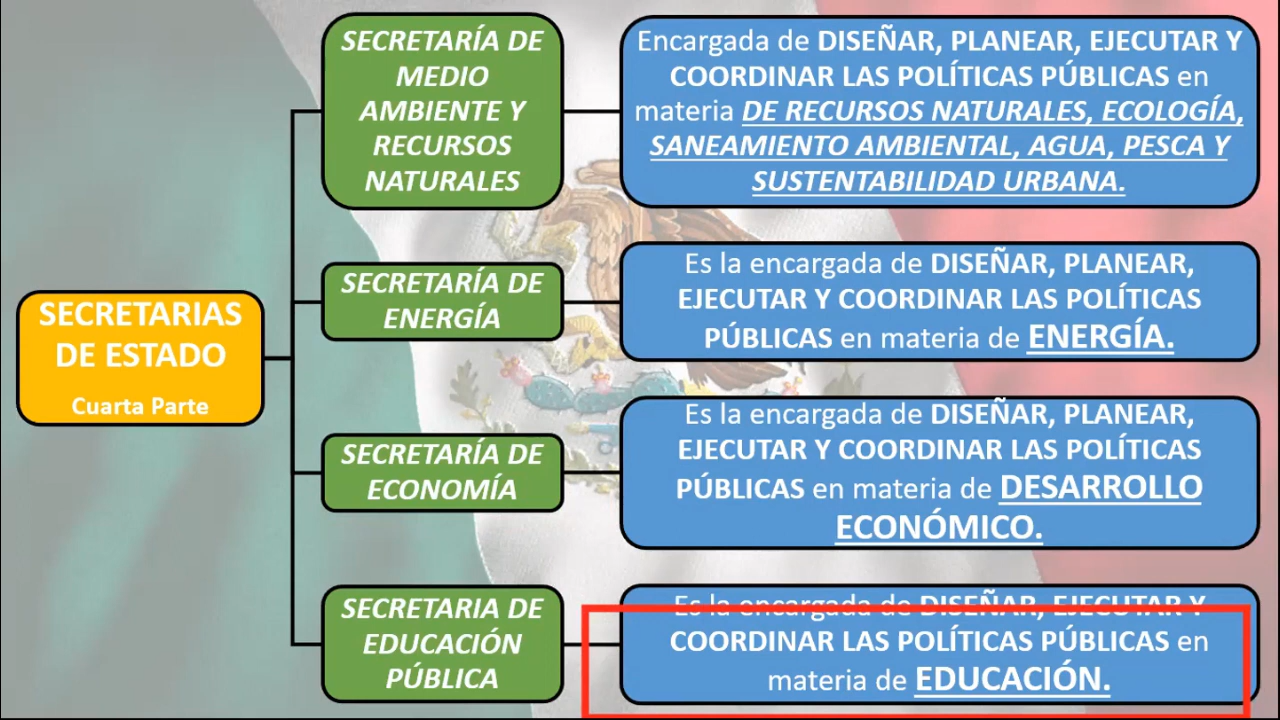 SECRETARIAS
DE ESTADO
Cuarta Parte
SECRETARÍA DE
MEDIO
AMBIENTE Y
RECURSOS
NATURALES
Encargada de DISEÑAR, PLANEAR, EJECUTAR Y
COORDINAR LAS POLÍTICAS PÚBLICAS en
materia DE RECURSOS NATURALES, ECOLOGÍA,
SANEAMIENTO AMBIENTAL, AGUA, PESCA Y
SUSTENTABILIDAD URBANA.
SECRETARÍA DE
ENERGÍA
Es la encargada de DISEÑAR, PLANEAR,
EJECUTAR Y COORDINAR LAS POLÍTICAS
PÚBLICAS en materia de ENERGÍA.
SECRETARÍA DE
ECONOMÍA
Es la encargada de DISEÑAR, PLANEAR,
EJECUTAR Y COORDINAR LAS POLÍTICAS
PÚBLICAS en materia de DESARROLLO
ECONÓMICO.
SECRETARIA DE
EDUCACIÓN
PÚBLICA
Es la encargada de DISEÑAR, EJECUTAR Y
COORDINAR LAS POLÍTICAS PÚBLICAS en
materia de EDUCACIÓN.